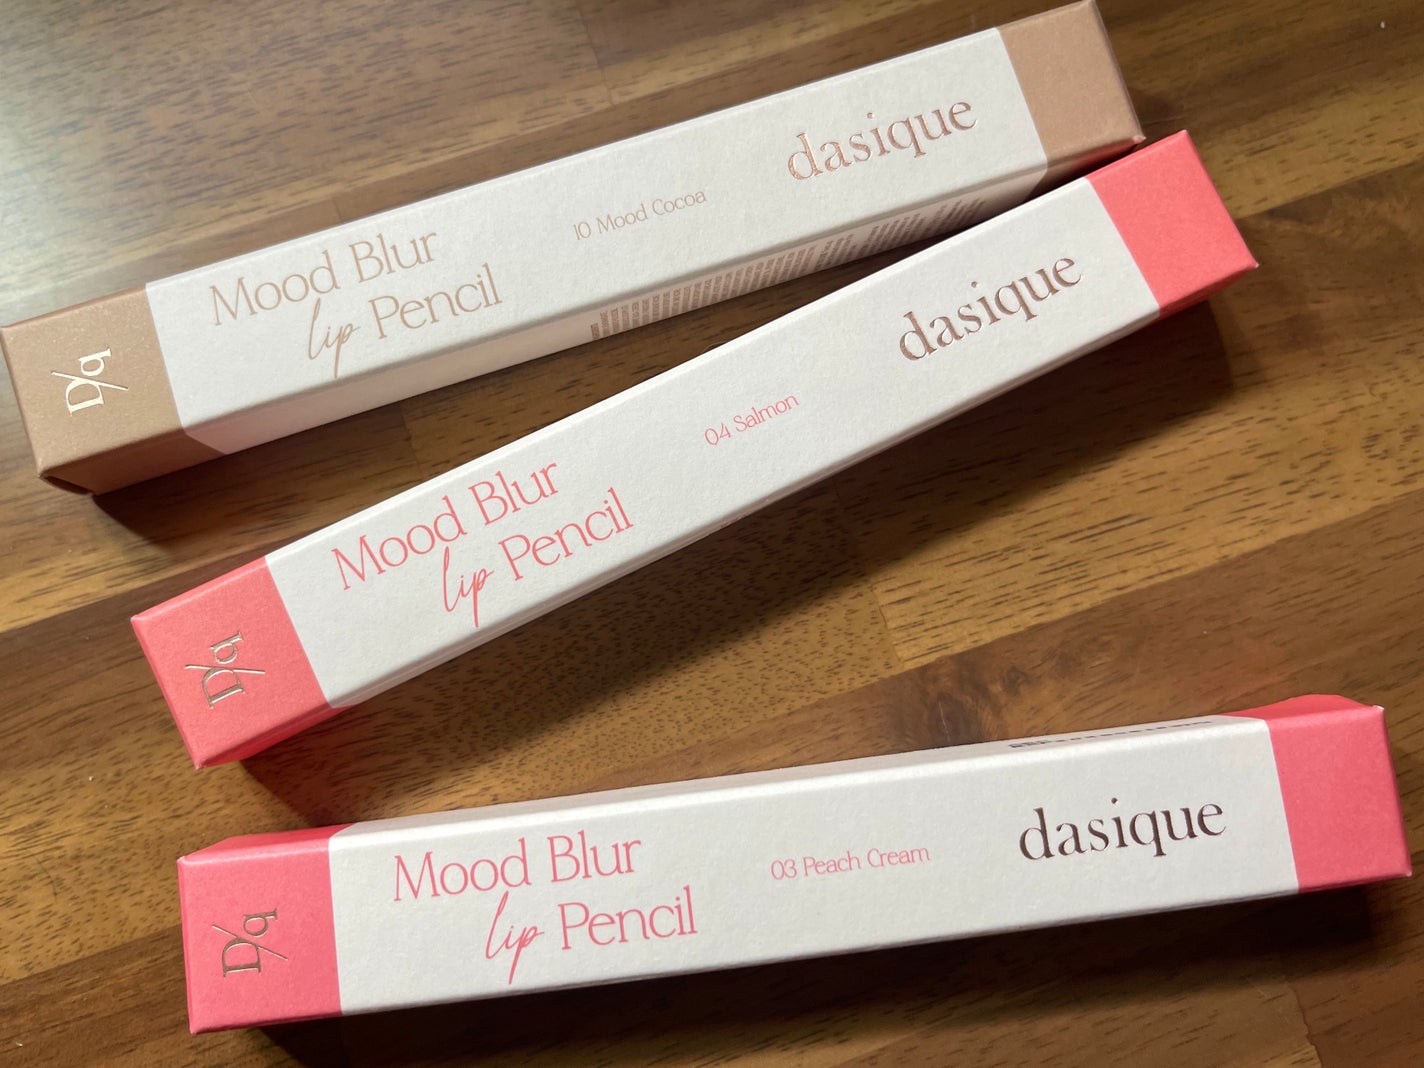 Mood Blur
lip Pencil
10 Mood Cocoa
dasique
Dq
Mood Blur
lip Pencil
04 Salmon
dasique
Dq
Mood Blur
lip Pencil
03 Peach Cream
dasique
Dq